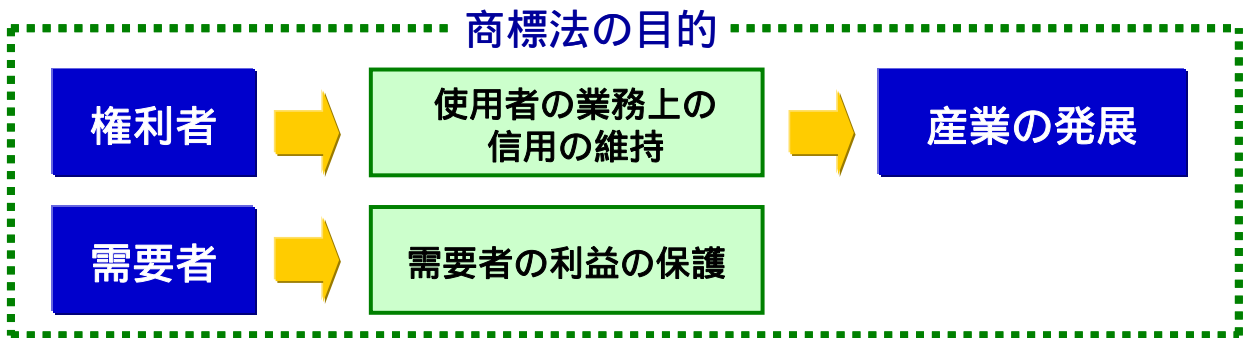 商標法の目的
権利者
使用者の業務上の
信用の維持
産業の発展
需要者
需要者の利益の保護